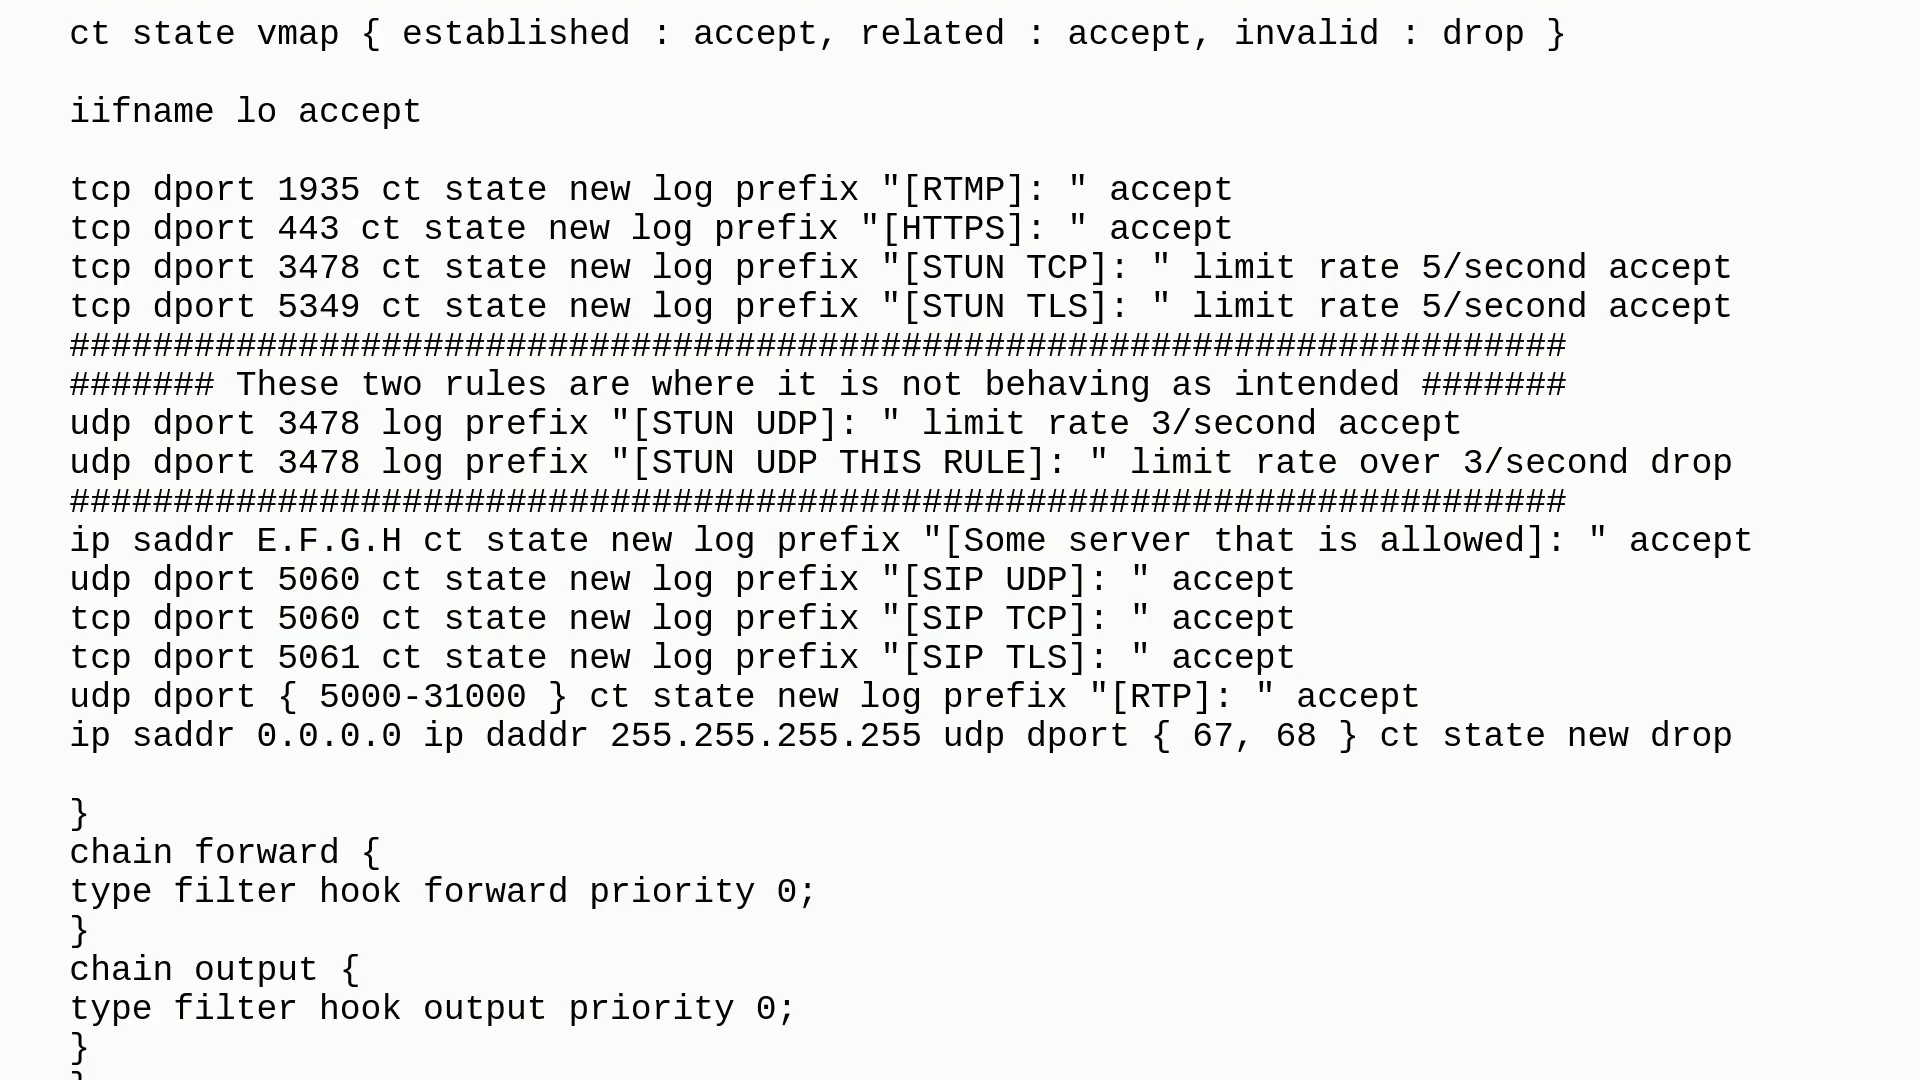 ct state vmap { established : accept, related : accept, invalid : drop }
iifname lo accept
tcp dport 1935 ct state new log prefix "[RTMP]: " accept
tcp dport 443 ct state new log prefix "[HTTPS]: " accept
tcp dport 3478 ct state new log prefix "[STUN TCP]: " limit rate 5/second accept
tcp dport 5349 ct state new log prefix "[STUN TLS]: " limit rate 5/second accept
########################################################################
####### These two rules are where it is not behaving as intended #######
udp dport 3478 log prefix "[STUN UDP]: " limit rate 3/second accept
udp dport 3478 log prefix "[STUN UDP THIS RULE]: " limit rate over 3/second drop
########################################################################
ip saddr E.F.G.H ct state new log prefix "[Some server that is allowed]: " accept
udp dport 5060 ct state new log prefix "[SIP UDP]: " accept
tcp dport 5060 ct state new log prefix "[SIP TCP]: " accept
tcp dport 5061 ct state new log prefix "[SIP TLS]: " accept
udp dport { 5000-31000 } ct state new log prefix "[RTP]: " accept
ip saddr 0.0.0.0 ip daddr 255.255.255.255 udp dport { 67, 68 } ct state new drop
}
chain forward {
type filter hook forward priority 0;
}
chain output {
type filter hook output priority 0;
}
}